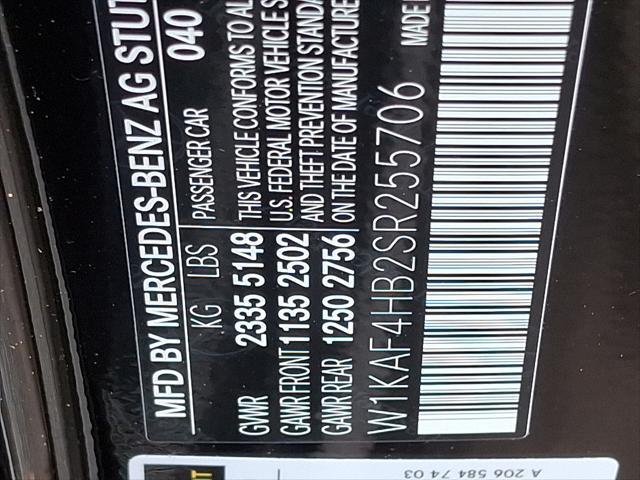 MFD BY MERCEDES-BENZ AG STUT
040
KG LBS PASSENGER CAR
GVWR 2335 5148 THIS VEHICLE CONFORMS TO AL
GAWR FRONT 1135 2502 U.S. FEDERAL MOTOR VEHICLE S
AND THEFT PREVENTION STANDA
GAWR REAR 1250 2756 ON THE DATE OF MANUFACTURE
W1KAF4HB2SR255706 MADE
A 206 584 74 03